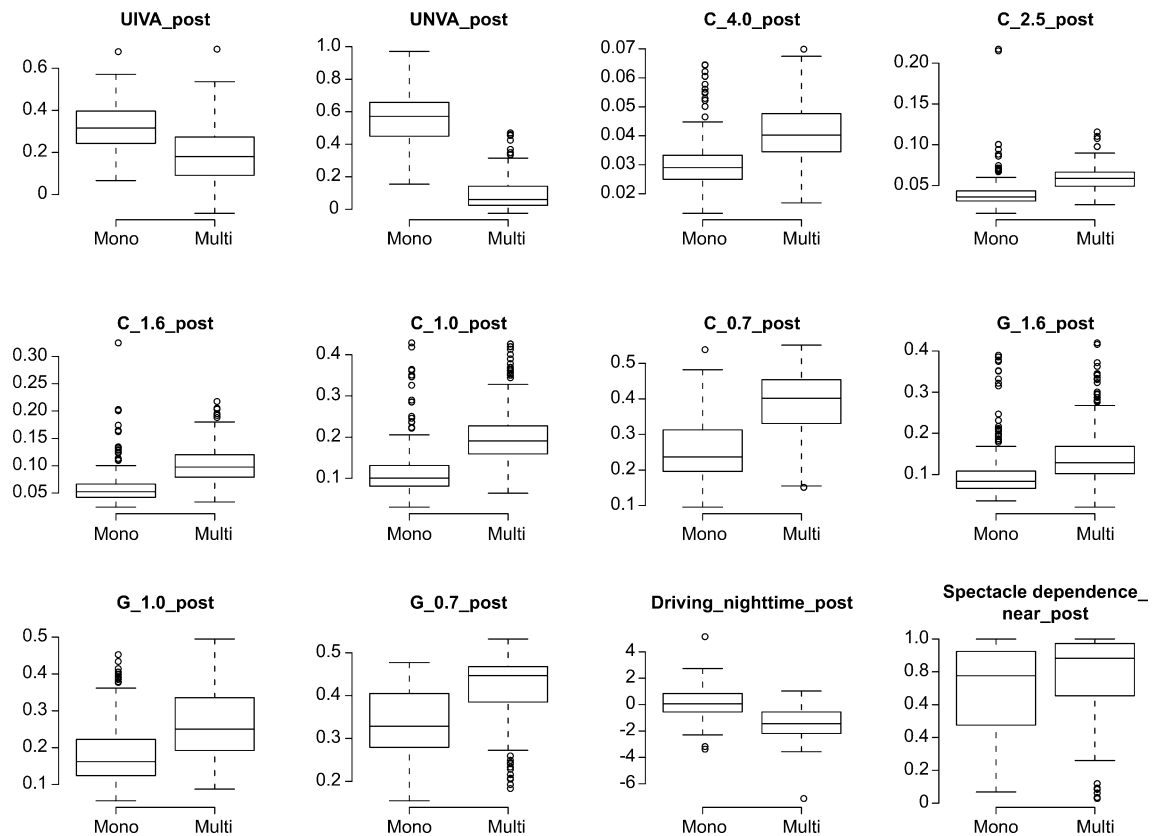 UIVA_post
UNVA_post
C_4.0_post
C_2.5_post
0.6
0.4
0.2
0
Mono
Multi
1.0
0.8
0.6
0.4
0.2
0
Mono
Multi
0.07
0.06
0.05
0.04
0.03
0.02
Mono
Multi
0.20
0.15
0.10
0.05
Mono
Multi
C_1.6_post
C_1.0_post
C_0.7_post
G_1.6_post
0.30
0.25
0.20
0.15
0.10
0.05
Mono
Multi
0.4
0.3
0.2
0.1
Mono
Multi
0.5
0.4
0.3
0.2
0.1
Mono
Multi
0.4
0.3
0.2
0.1
Mono
Multi
G_1.0_post
G_0.7_post
Driving_nighttime_post
Spectacle dependence_
near_post
0.5
0.4
0.3
0.2
0.1
Mono
Multi
0.5
0.4
0.3
0.2
Mono
Multi
4
2
0
-2
-4
-6
Mono
Multi
1.0
0.8
0.6
0.4
0.2
0
Mono
Multi